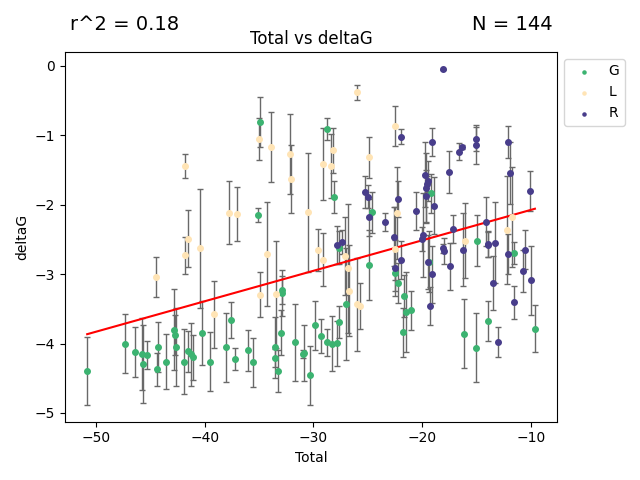 r^2 = 0.18 N = 144
Total vs deltaG
G
L
R
deltaG
0
−1
−2
−3
−4
−5
−50 −40 −30 −20 −10
Total